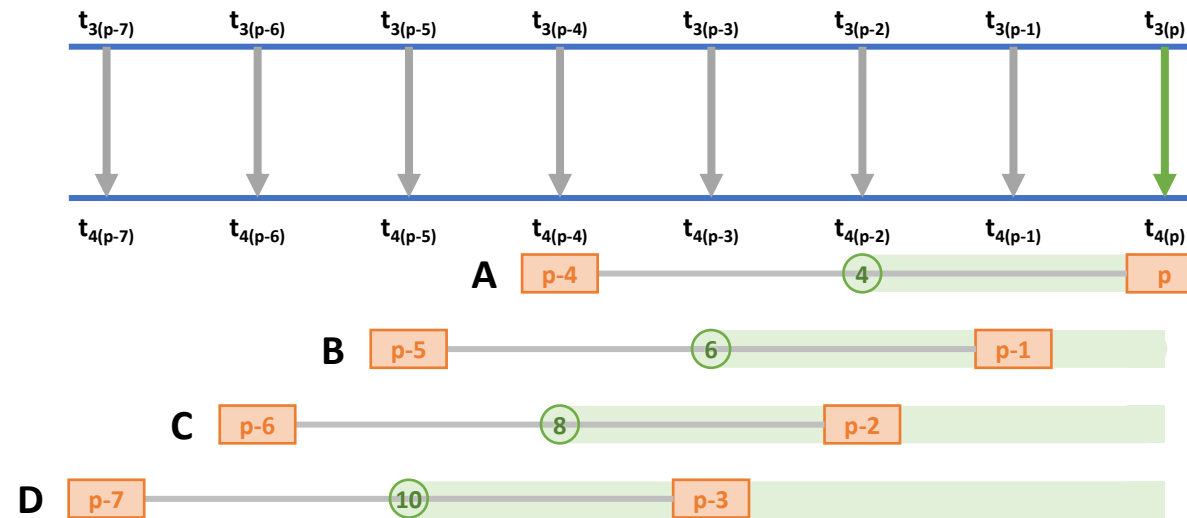 t3(p-7) t3(p-6) t3(p-5) t3(p-4) t3(p-3) t3(p-2) t3(p-1) t3(p)
t4(p-7) t4(p-6) t4(p-5) t4(p-4) t4(p-3) t4(p-2) t4(p-1) t4(p)
A p-4 4 p
B p-5 6 p-1
C p-6 8 p-2
D p-7 10 p-3